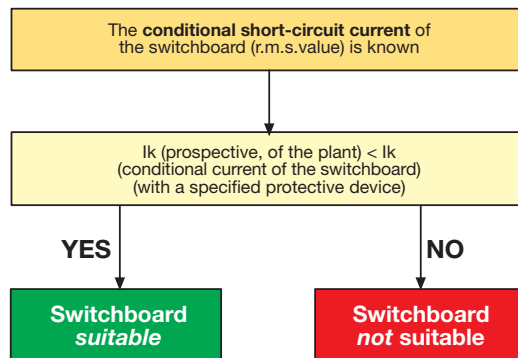 The conditional short-circuit current of
the switchboard (r.m.s.value) is known
Ik (prospective, of the plant) < Ik
(conditional current of the switchboard)
(with a specified protective device)
YES
NO
Switchboard
suitable
Switchboard
not suitable